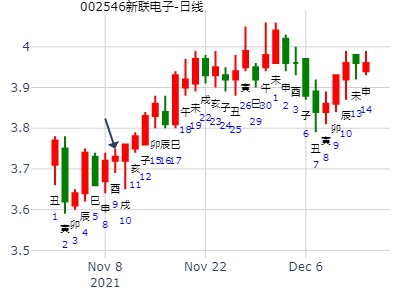 002546新联电子-日线
4
3.9
3.8
3.7
3.6
3.5
丑
1
寅
2
卯
3
辰
4
巳
5
申
8
酉
9
戌
10
亥
11
子
12
卯
15
辰
16
巳
17
午
18
未
19
戌
22
亥
23
子
24
丑
25
寅
26
巳
29
午
30
未
1
申
2
酉
3
子
6
丑
7
寅
8
卯
9
辰
10
未
13
申
14
Nov 8
2021
Nov 22
Dec 6